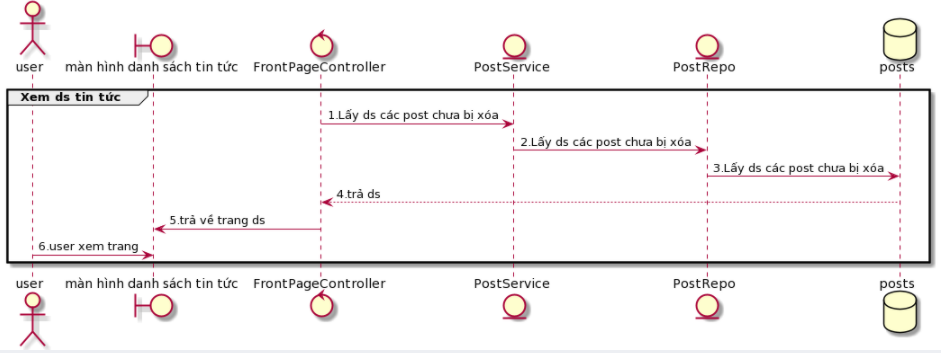 user
màn hình danh sách tin tức
FrontPageController
PostService
PostRepo
posts
Xem ds tin tức
1.Lấy ds các post chưa bị xóa
2.Lấy ds các post chưa bị xóa
3.Lấy ds các post chưa bị xóa
4.trả ds
5.trả về trang ds
6.user xem trang
user
màn hình danh sách tin tức
FrontPageController
PostService
PostRepo
posts